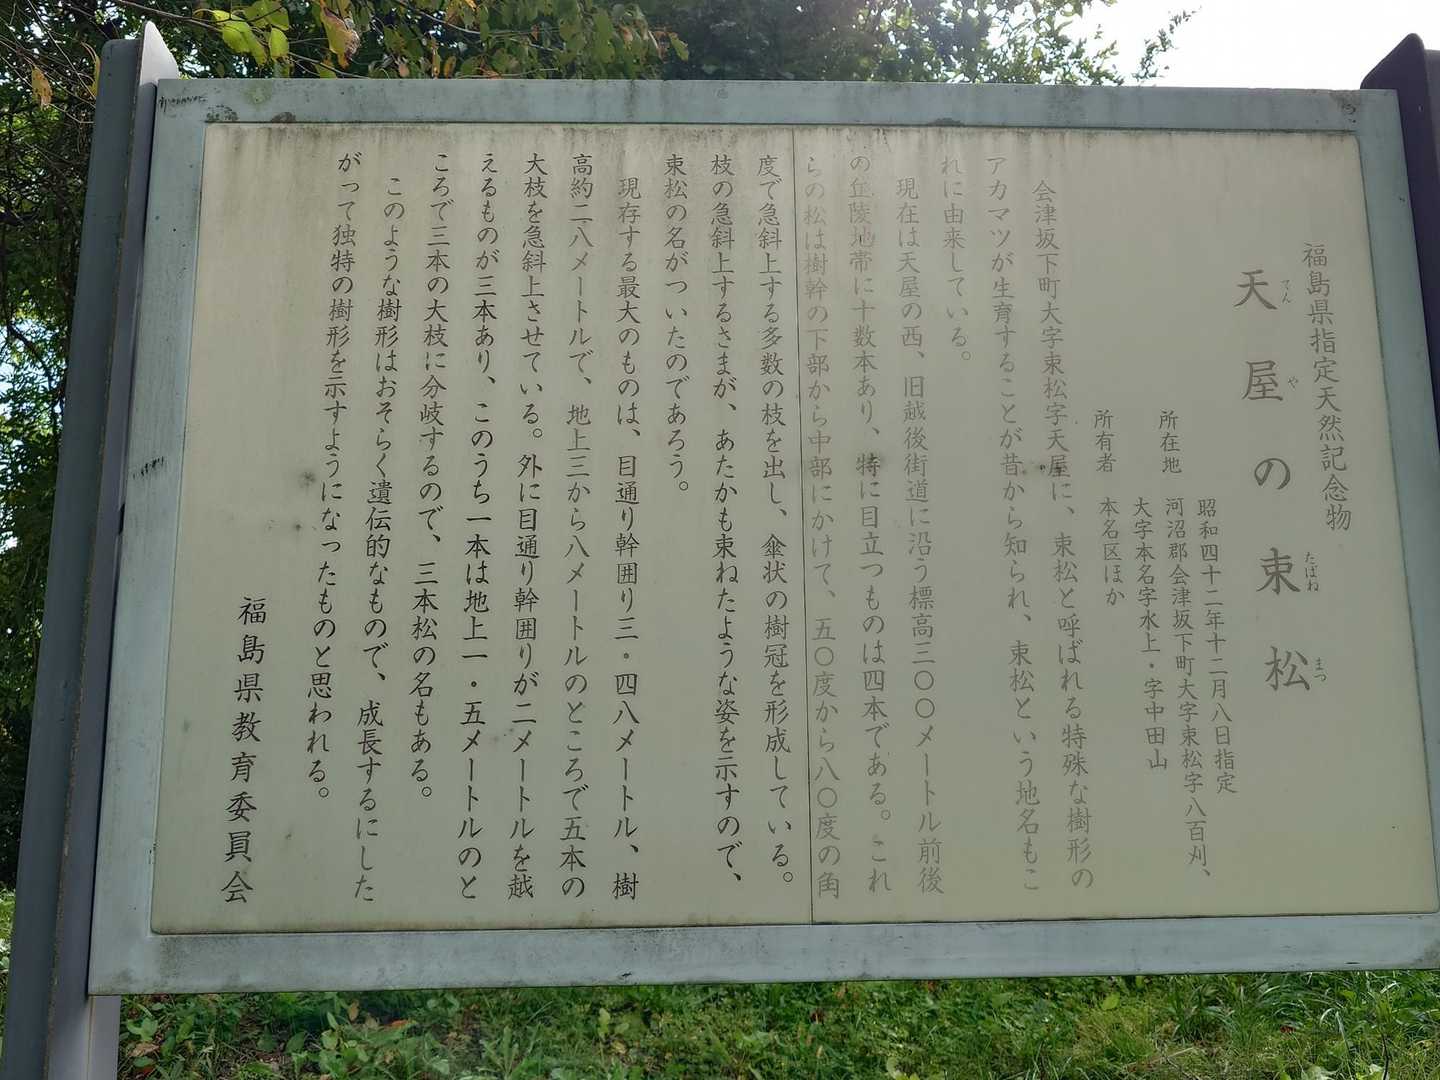 福島県指定天然記念物
天屋の束松
てんや たばねまつ
昭和四十二年十二月八日指定
所在地 河沼郡会津坂下町大字束松字八百刈、
大字本名字水上・字中田山
所有者 本名区ほか
会津坂下町大字束松字天屋に、束松と呼ばれる特殊な樹形の
アカマツが生育することが昔から知られ、束松という地名もこ
れに由来している。
現在は天屋の西、旧越後街道に沿う標高三〇〇メートル前後
の丘陵地帯に十数本あり、特に目立つものは四本である。これ
らの松は樹幹の下部から中部にかけて、五〇度から八〇度の角
度で急斜上する多数の枝を出し、傘状の樹冠を形成している。
枝の急斜上するさまが、あたかも束ねたような姿を示すので、
束松の名がついたのであろう。
現存する最大のものは、目通り幹囲り三・四八メートル、樹
高約二八メートルで、地上三から八メートルのところで五本の
大枝を急斜上させている。外に目通り幹囲りが二メートルを越
えるものが三本あり、このうち一本は地上一・五メートルのと
ころで三本の大枝に分岐するので、三本松の名もある。
このような樹形はおそらく遺伝的なもので、成長するにした
がって独特の樹形を示すようになったものと思われる。
福島県教育委員会